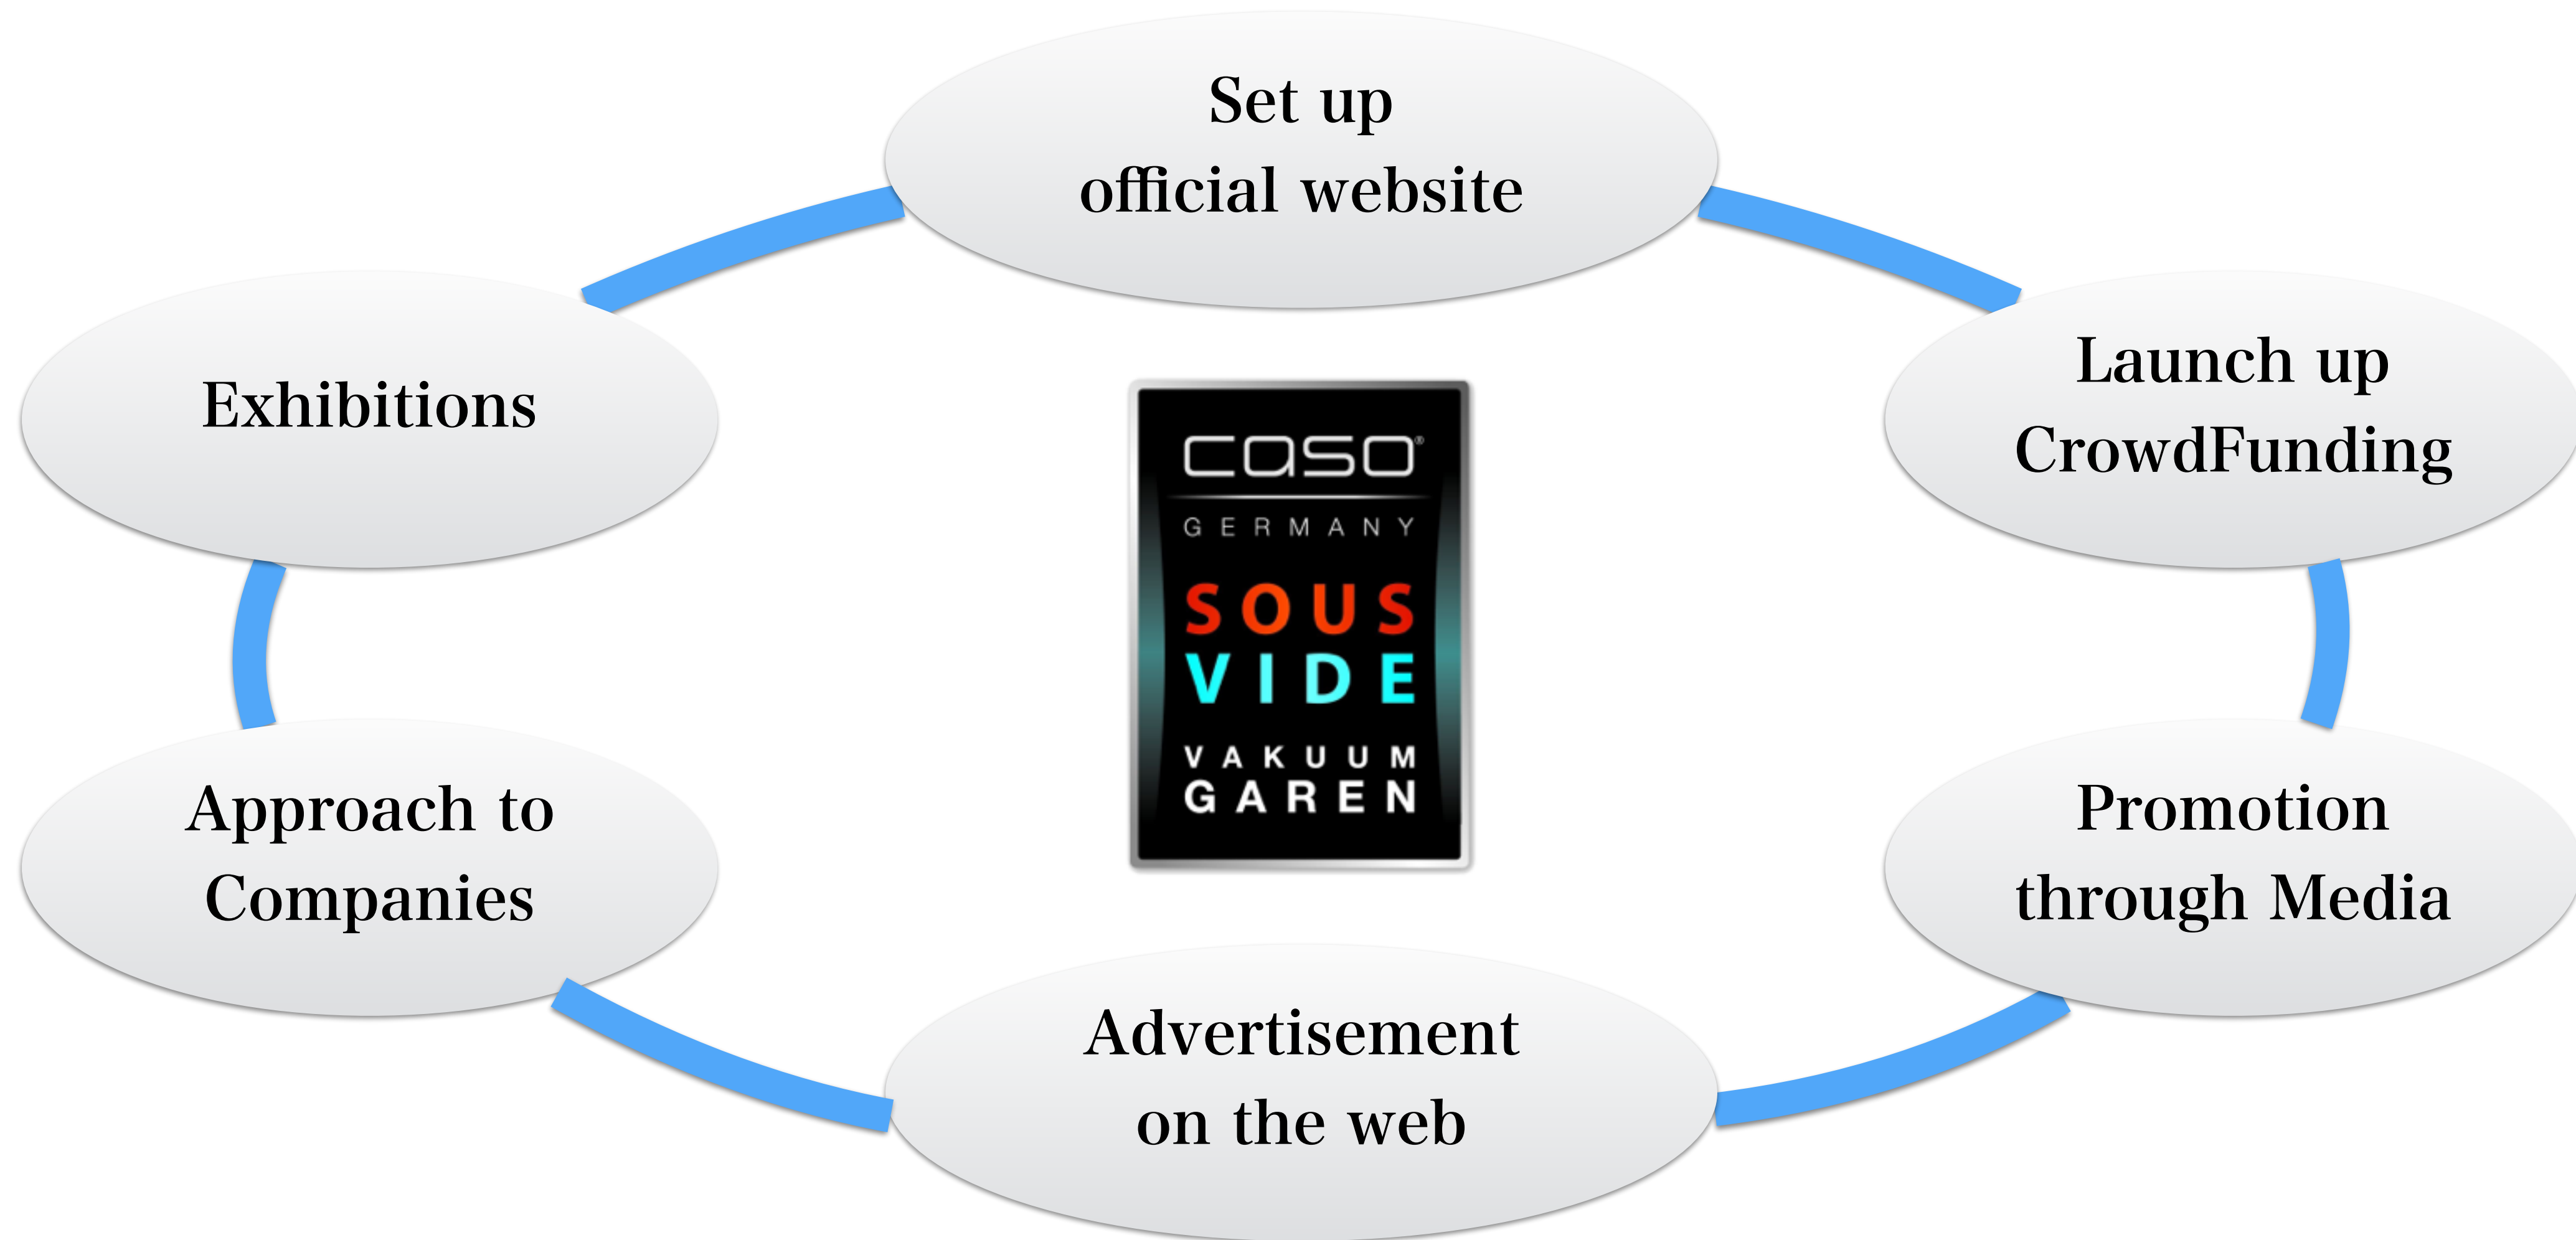 Set up
official website
Launch up
CrowdFunding
Promotion
through Media
Advertisement
on the web
Approach to
Companies
Exhibitions
caso®
GERMANY
SOUS
VIDE
VAKUUM
GAREN